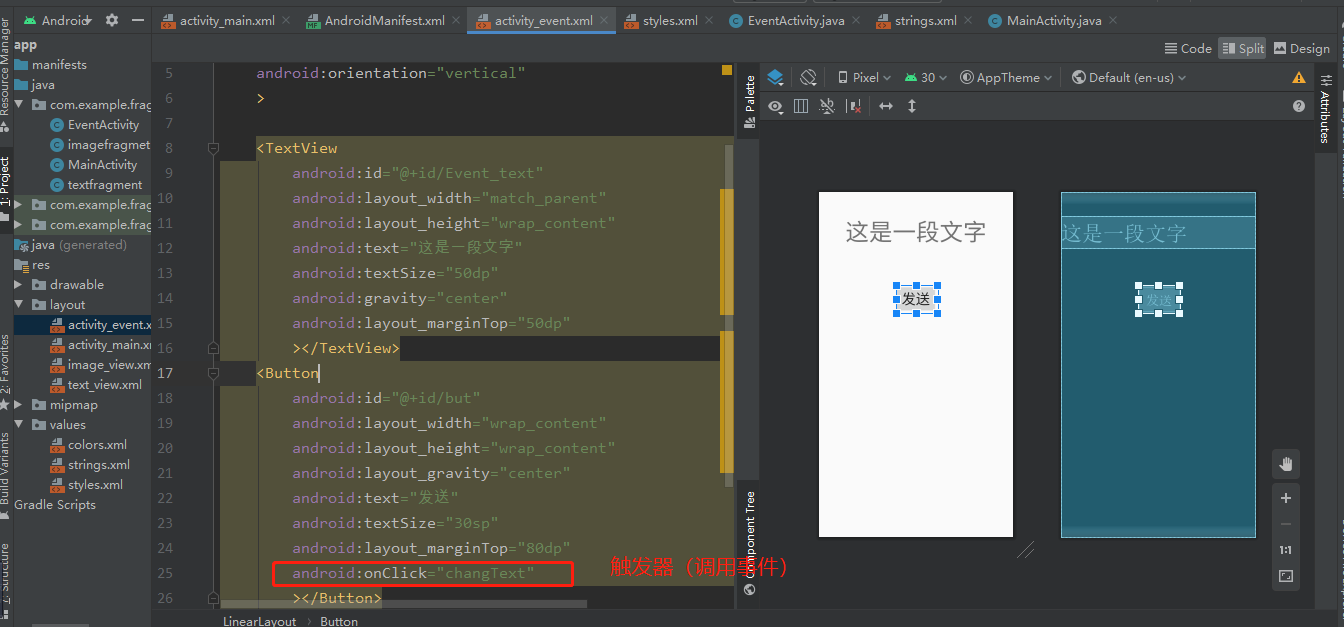 Android
activity_main.xml
AndroidManifest.xml
activity_event.xml
styles.xml
EventActivity.java
strings.xml
MainActivity.java
Code
Split
Design
Resource Manager
1: Project
2: Favorites
Build Variants
Z: Structure
app
manifests
java
com.example.frag
EventActivity
imagefragmet
MainActivity
textfragment
com.example.frag
com.example.frag
java (generated)
res
drawable
layout
activity_event.x
activity_main.x
image_view.xm
text_view.xml
mipmap
values
colors.xml
strings.xml
styles.xml
Gradle Scripts
5 android:orientation="vertical"
6 >
7
8 <TextView
9 android:id="@+id/Event_text"
10 android:layout_width="match_parent"
11 android:layout_height="wrap_content"
12 android:text="这是一段文字"
13 android:textSize="50dp"
14 android:gravity="center"
15 android:layout_marginTop="50dp"
16 ></TextView>
17 <Button
18 android:id="@+id/but"
19 android:layout_width="wrap_content"
20 android:layout_height="wrap_content"
21 android:layout_gravity="center"
22 android:text="发送"
23 android:textSize="30sp"
24 android:layout_marginTop="80dp"
25 android:onClick="changText"
26 ></Button>
触发器（调用事件）
LinearLayout › Button
Palette
Component Tree
Pixel
30
AppTheme
Default (en-us)
Attributes
这是一段文字
发送
这是一段文字
发送
1:1